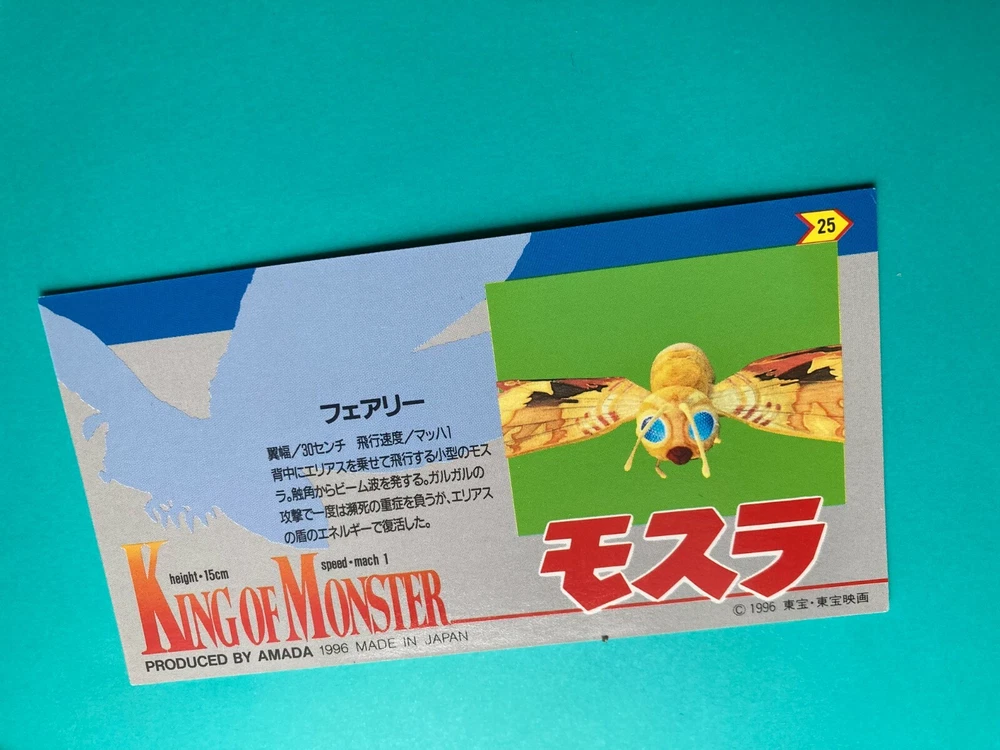 25
フェアリー
翼幅/30センチ 飛行速度/マッハ1
背中にエリアスを乗せて飛行する小型のモス
ラ。触角からビーム波を発する。ガルガルの
攻撃で一度は瀕死の重症を負うが、エリアス
の盾のエネルギーで復活した。
モスラ
height・15cm
speed・mach 1
KING OF MONSTER
© 1996 東宝・東宝映画
PRODUCED BY AMADA 1996 MADE IN JAPAN